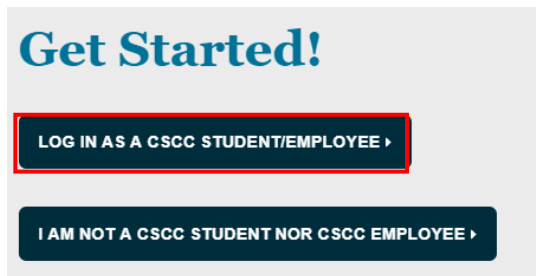 Get Started!
LOG IN AS A CSCC STUDENT/EMPLOYEE
I AM NOT A CSCC STUDENT NOR CSCC EMPLOYEE